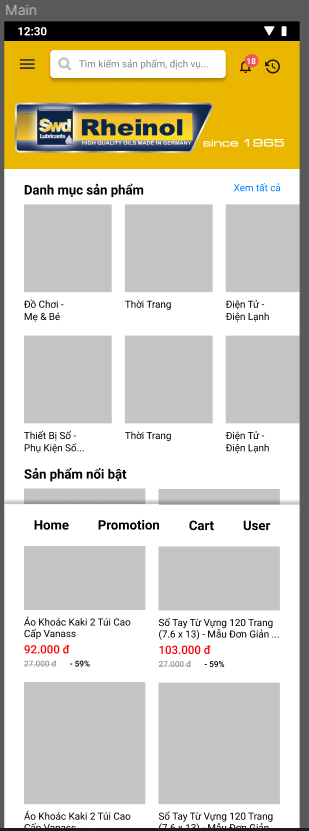 Main
12:30
Tìm kiếm sản phẩm, dịch vụ...
18
Swd
Lubricants
Rheinol
HIGH QUALITY OILS MADE IN GERMANY
since 1965
Danh mục sản phẩm
Xem tất cả
Đồ Chơi -
Mẹ & Bé
Thời Trang
Điện Tử -
Điện Lạnh
Thiết Bị Số -
Phụ Kiện Số...
Thời Trang
Điện Tử -
Điện Lạnh
Sản phẩm nổi bật
Home Promotion Cart User
Áo Khoác Kaki 2 Túi Cao
Cấp Vanass
92.000 đ
27.000 đ - 59%
Sổ Tay Từ Vựng 120 Trang
(7.6 x 13) - Mẫu Đơn Giản ...
103.000 đ
27.000 đ - 59%
Áo Khoác Kaki 2 Túi Cao
Cấp Vanass
Sổ Tay Từ Vựng 120 Trang
(7.6 x 13) - Mẫu Đơn Giản ...